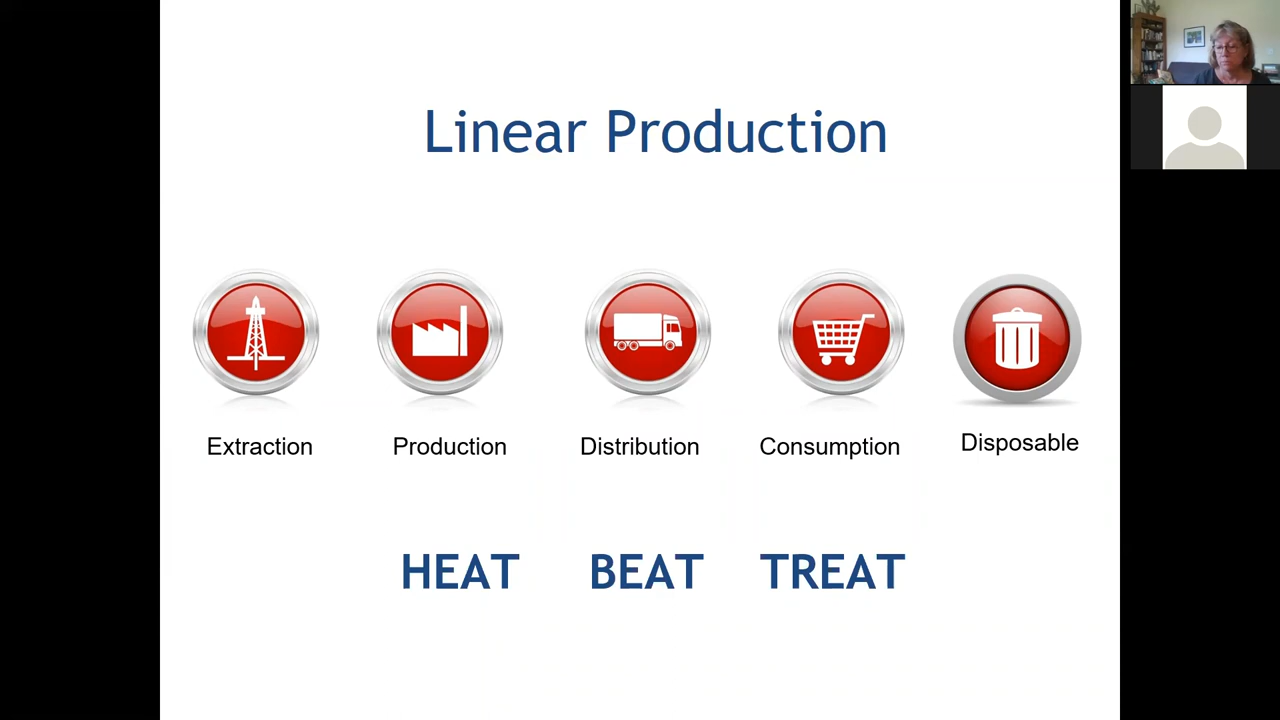 Linear Production
Extraction Production Distribution Consumption Disposable
HEAT BEAT TREAT